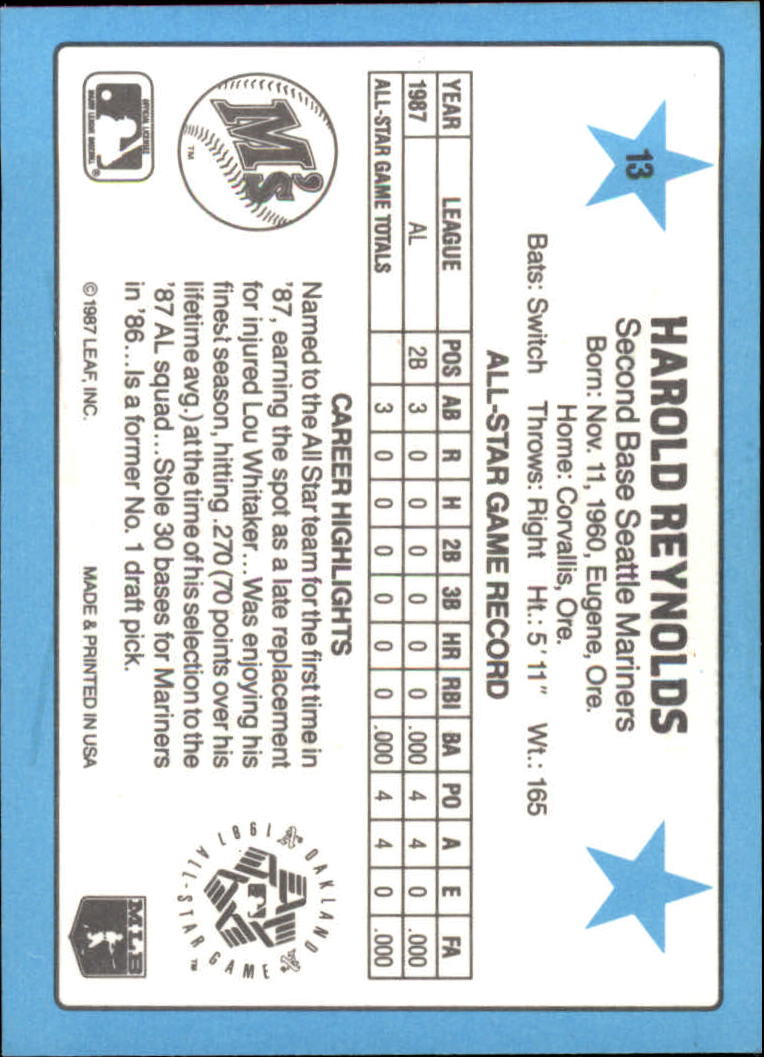 13
HAROLD REYNOLDS
Second Base Seattle Mariners
Born: Nov. 11, 1960, Eugene, Ore.
Home: Corvallis, Ore.
Bats: Switch Throws: Right Ht.: 5'11" Wt.: 165
ALL-STAR GAME RECORD
YEAR LEAGUE POS AB R H 2B 3B HR RBI BA PO A E FA
1987 AL 2B 3 0 0 0 0 0 0 .000 4 4 0 .000
ALL-STAR GAME TOTALS 3 0 0 0 0 0 0 .000 4 4 0 .000
M's
TM
CAREER HIGHLIGHTS
Named to the All Star team for the first time in
'87, earning the spot as a late replacement
for injured Lou Whitaker...Was enjoying his
finest season, hitting .270 (70 points over his
lifetime avg.) at the time of his selection to the
'87 AL squad...Stole 30 bases for Mariners
in '86...Is a former No. 1 draft pick.
1987 OAKLAND
ALL-STAR GAME
TM
OFFICIAL LICENSEE
MAJOR LEAGUE BASEBALL
®
© 1987 LEAF, INC.
MADE & PRINTED IN USA
MLB